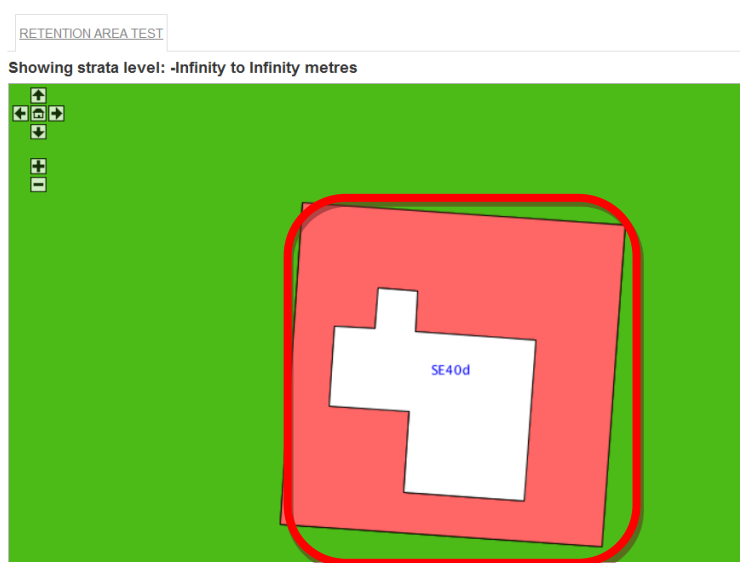 RETENTION AREA TEST
Showing strata level: -Infinity to Infinity metres
SE40d